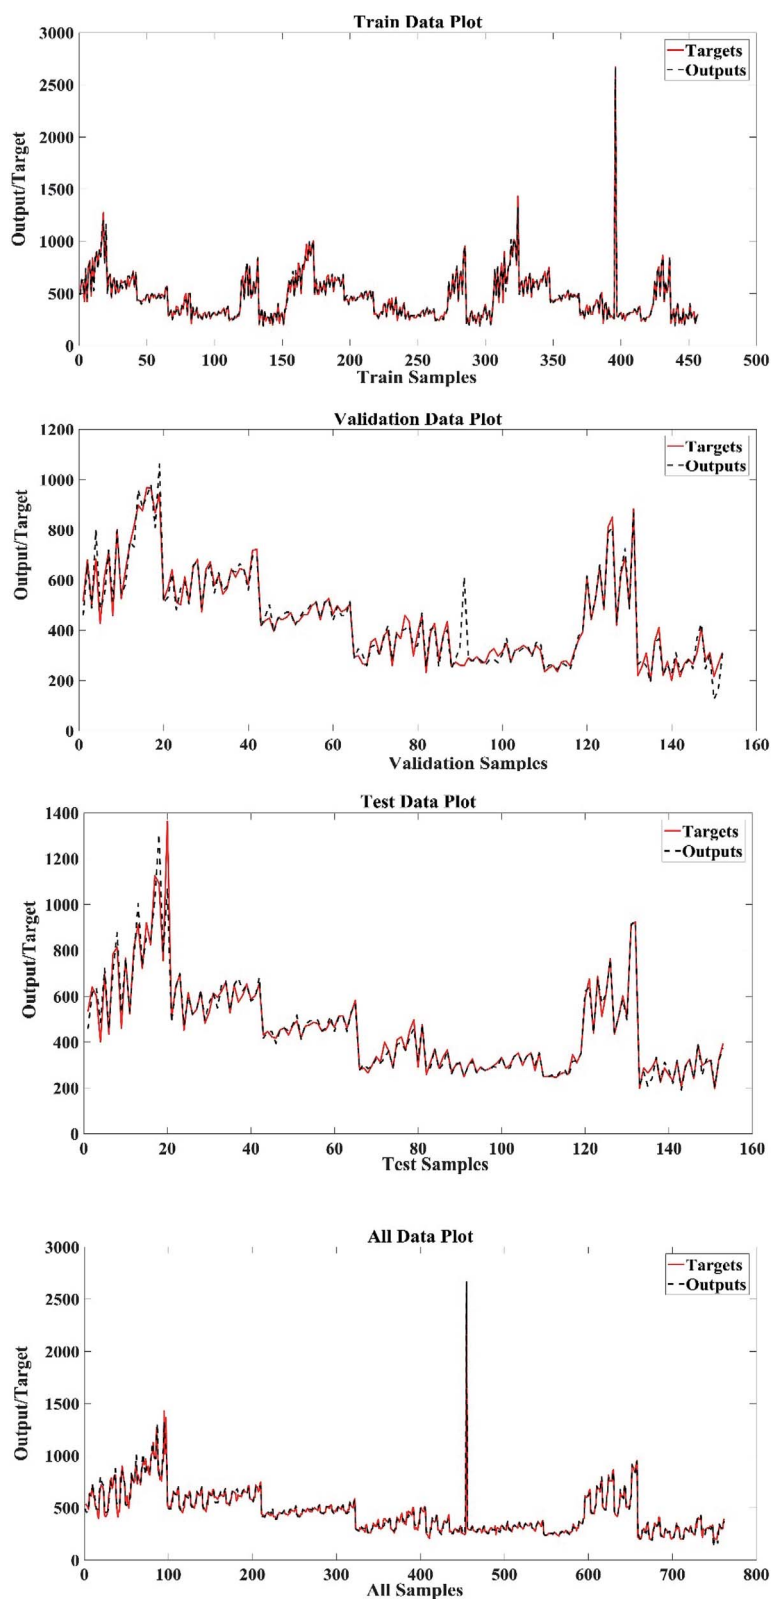 Train Data Plot
3000
2500
2000
1500
1000
500
0
Output/Target
Targets
Outputs
0 50 100 150 200 250 300 350 400 450 500
Train Samples
Validation Data Plot
1200
1000
800
600
400
200
0
Output/Target
Targets
Outputs
0 20 40 60 80 100 120 140 160
Validation Samples
Test Data Plot
1400
1200
1000
800
600
400
200
0
Output/Target
Targets
Outputs
0 20 40 60 80 100 120 140 160
Test Samples
All Data Plot
3000
2500
2000
1500
1000
500
0
Output/Target
Targets
Outputs
0 100 200 300 400 500 600 700 800
All Samples